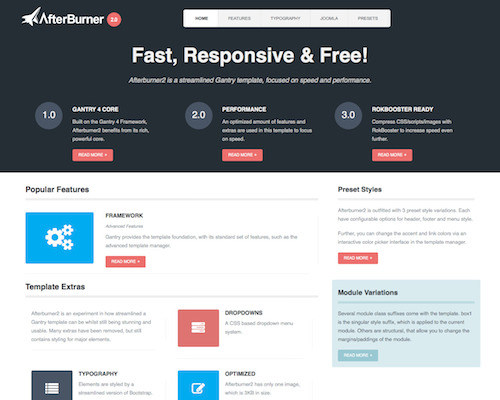 AfterBurner 2.0
HOME FEATURES TYPOGRAPHY JOOMLA PRESETS
Fast, Responsive & Free!
Afterburner2 is a streamlined Gantry template, focused on speed and performance.
1.0
GANTRY 4 CORE
Built on the Gantry 4 Framework,
Afterburner2 benefits from its rich,
powerful core.
READ MORE
2.0
PERFORMANCE
An optimized amount of features and
extras are used in this template to focus
on speed.
READ MORE
3.0
ROKBOOSTER READY
Compress CSS/scripts/images with
RokBooster to increase speed even
further.
READ MORE
Popular Features
FRAMEWORK
Advanced Features
Gantry provides the template foundation, with its standard set of features, such as the
advanced template manager.
READ MORE
Template Extras
Afterburner2 is an experiment in how streamlined a
Gantry template can be whilst still being stunning and
usable. Many extras have been removed, but still
contains styling for major elements.
DROPDOWNS
A CSS based dropdown menu
system.
TYPOGRAPHY
Elements are styled by a
streamlined version of Bootstrap.
OPTIMIZED
Afterburner2 has only one image,
which is 3KB in size.
Preset Styles
Afterburner2 is outfitted with 3 preset style variations. Each
have configurable options for header, footer and menu style.
Further, you can change the accent and link colors via an
interactive color picker interface in the template manager.
READ MORE
Module Variations
Several module class suffixes come with the template. box1
is the singular style suffix, which is applied to the current
module. Others are structural, that allow you to change the
margins/paddings of the module.
READ MORE